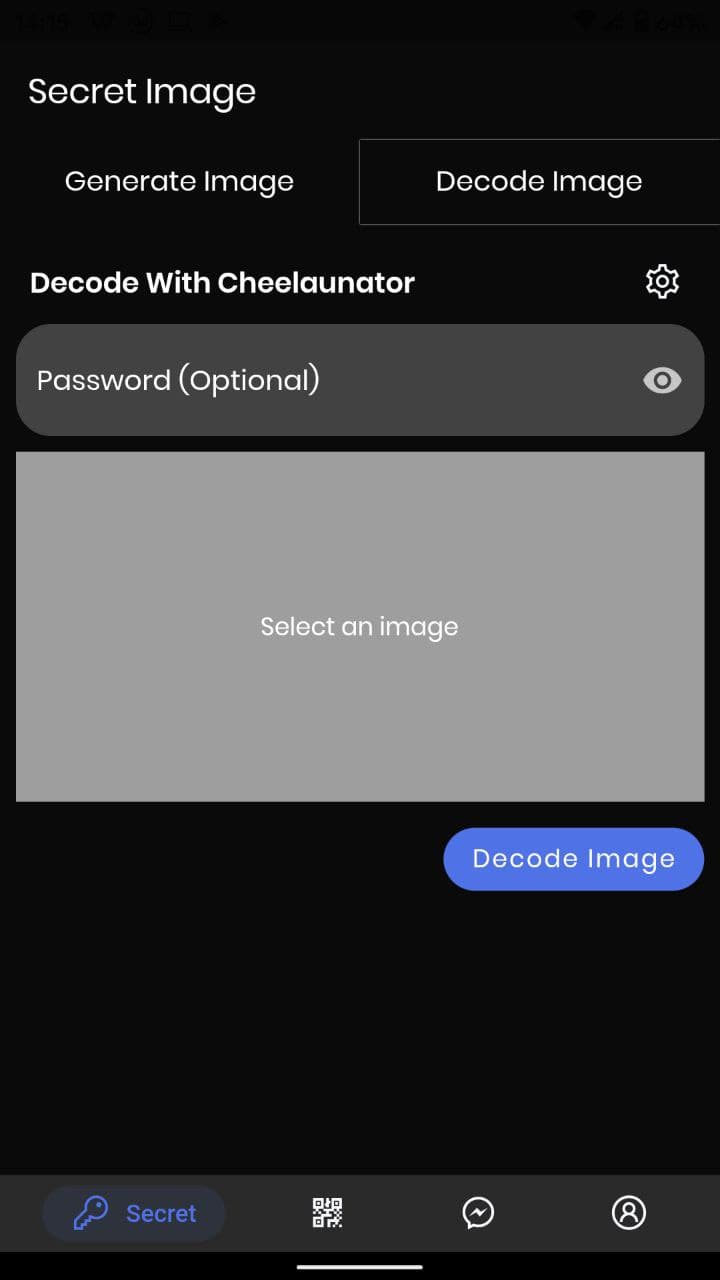 Secret Image
Generate Image
Decode Image
Decode With Cheelaunator
Password (Optional)
Select an image
Decode Image
Secret